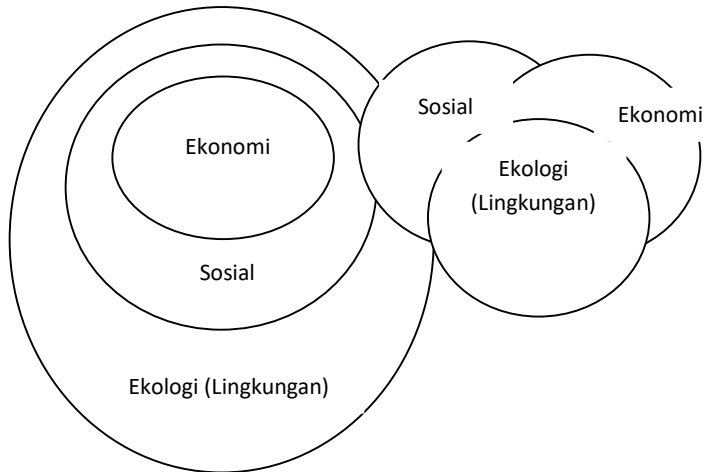 Ekonomi
Sosial
Ekologi (Lingkungan)
Sosial
Ekonomi
Ekologi
(Lingkungan)